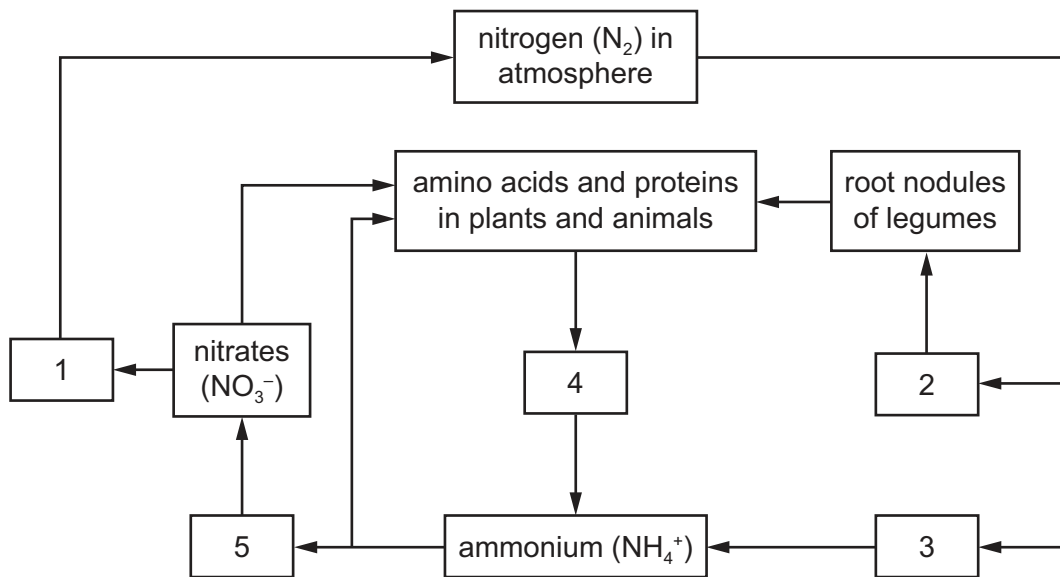 nitrogen (N₂) in
atmosphere
amino acids and proteins
in plants and animals
root nodules
of legumes
1
nitrates
(NO₃⁻)
4
2
5
ammonium (NH₄⁺)
3